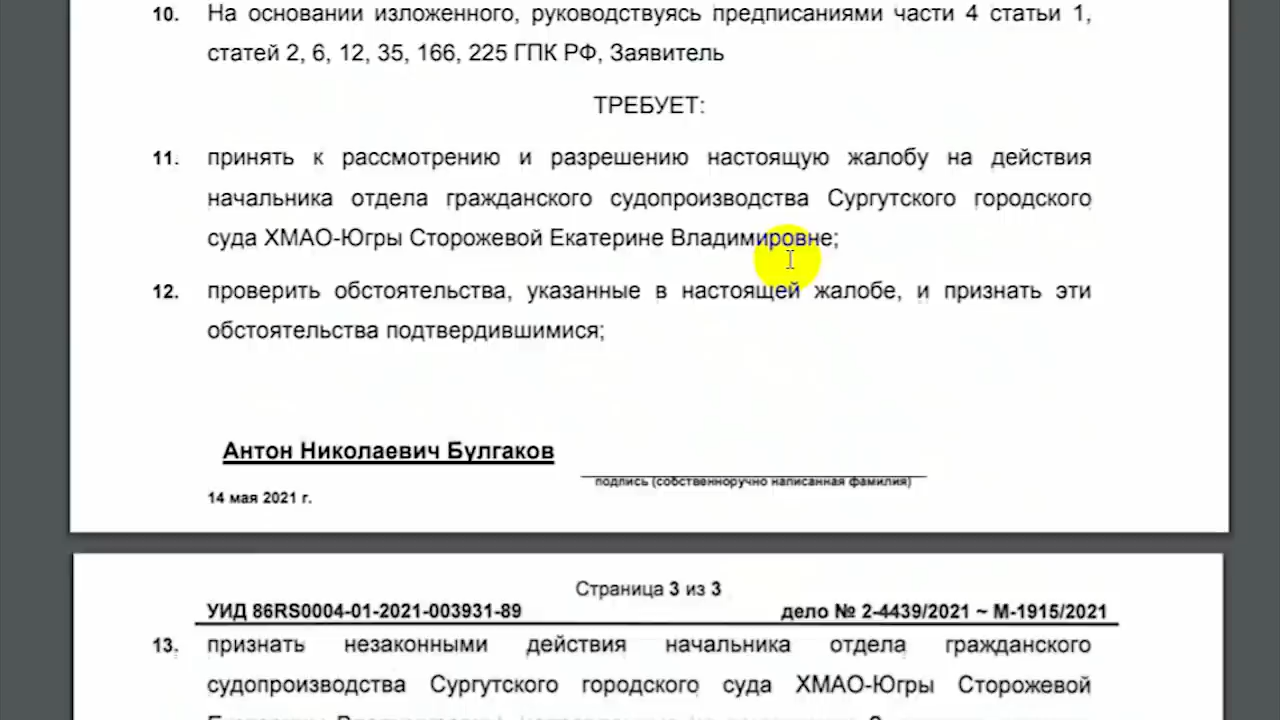 10. На основании изложенного, руководствуясь предписаниями части 4 статьи 1,
статей 2, 6, 12, 35, 166, 225 ГПК РФ, Заявитель
ТРЕБУЕТ:
11. принять к рассмотрению и разрешению настоящую жалобу на действия
начальника отдела гражданского судопроизводства Сургутского городского
суда ХМАО-Югры Сторожевой Екатерине Владимировне;
12. проверить обстоятельства, указанные в настоящей жалобе, и признать эти
обстоятельства подтвердившимися;
Антон Николаевич Булгаков
подпись (собственноручно написанная фамилия)
14 мая 2021 г.
Страница 3 из 3
УИД 86RS0004-01-2021-003931-89 дело № 2-4439/2021 ~ М-1915/2021
13. признать незаконными действия начальника отдела гражданского
судопроизводства Сургутского городского суда ХМАО-Югры Сторожевой